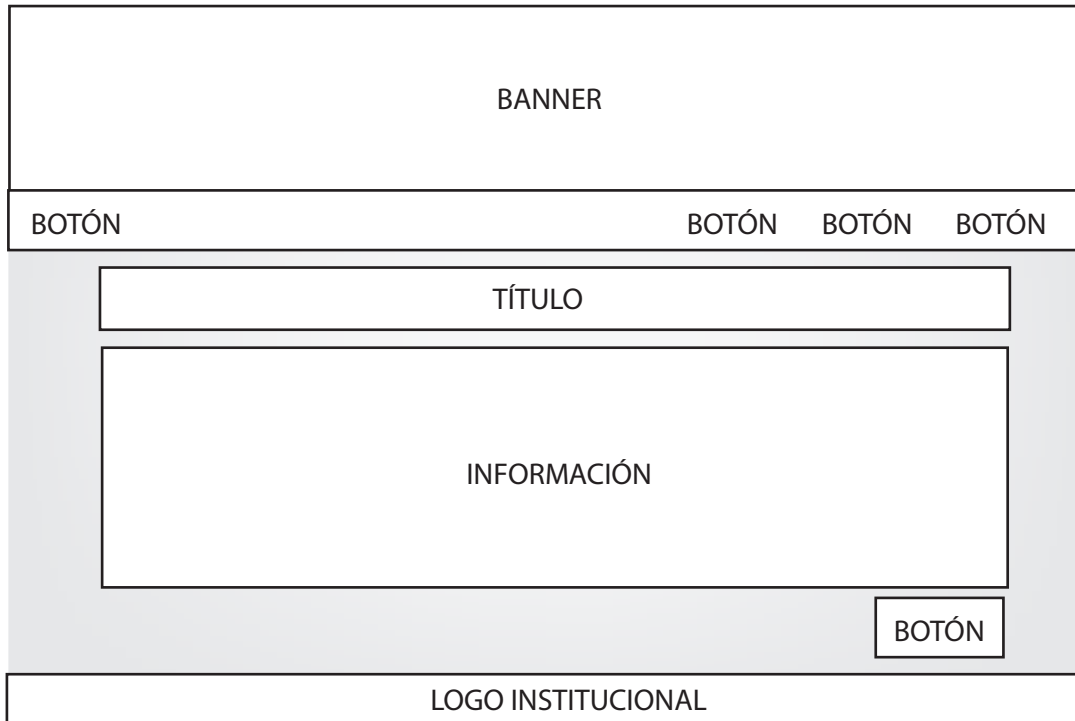 BANNER
BOTÓN BOTÓN BOTÓN BOTÓN
TÍTULO
INFORMACIÓN
BOTÓN
LOGO INSTITUCIONAL